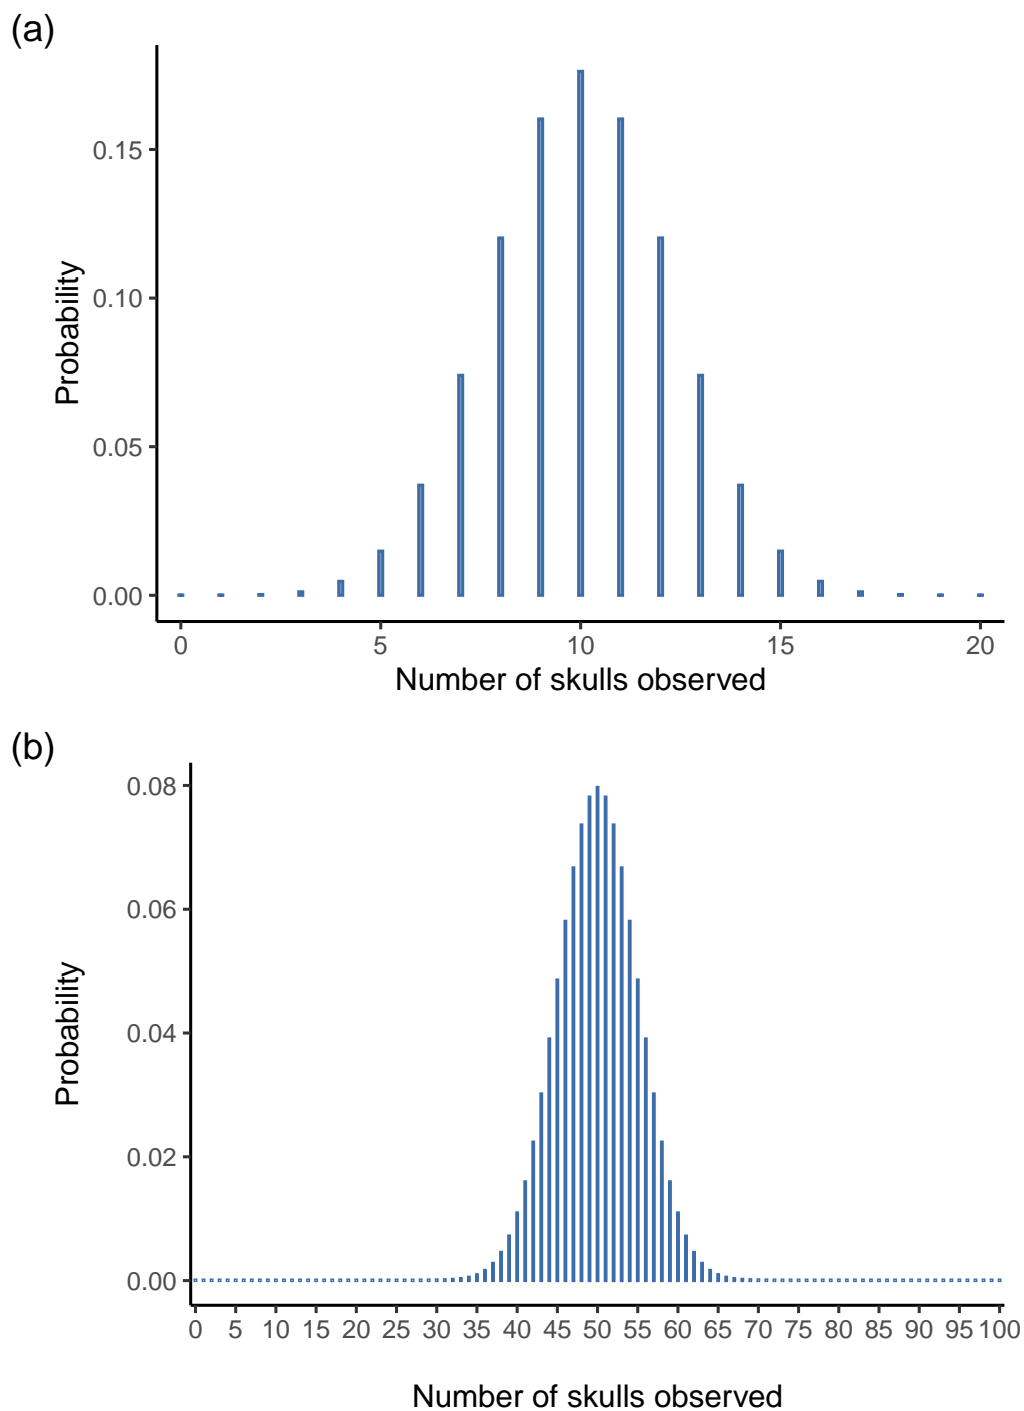 (a)
Probability
0.15
0.10
0.05
0.00
0 5 10 15 20
Number of skulls observed
(b)
Probability
0.08
0.06
0.04
0.02
0.00
0 5 10 15 20 25 30 35 40 45 50 55 60 65 70 75 80 85 90 95 100
Number of skulls observed